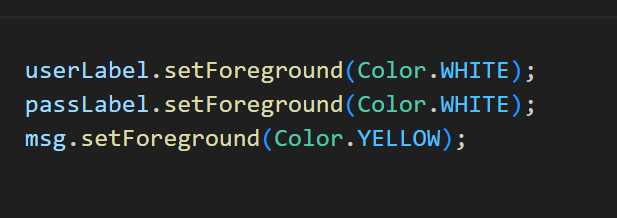 userLabel.setForeground(Color.WHITE);
passLabel.setForeground(Color.WHITE);
msg.setForeground(Color.YELLOW);